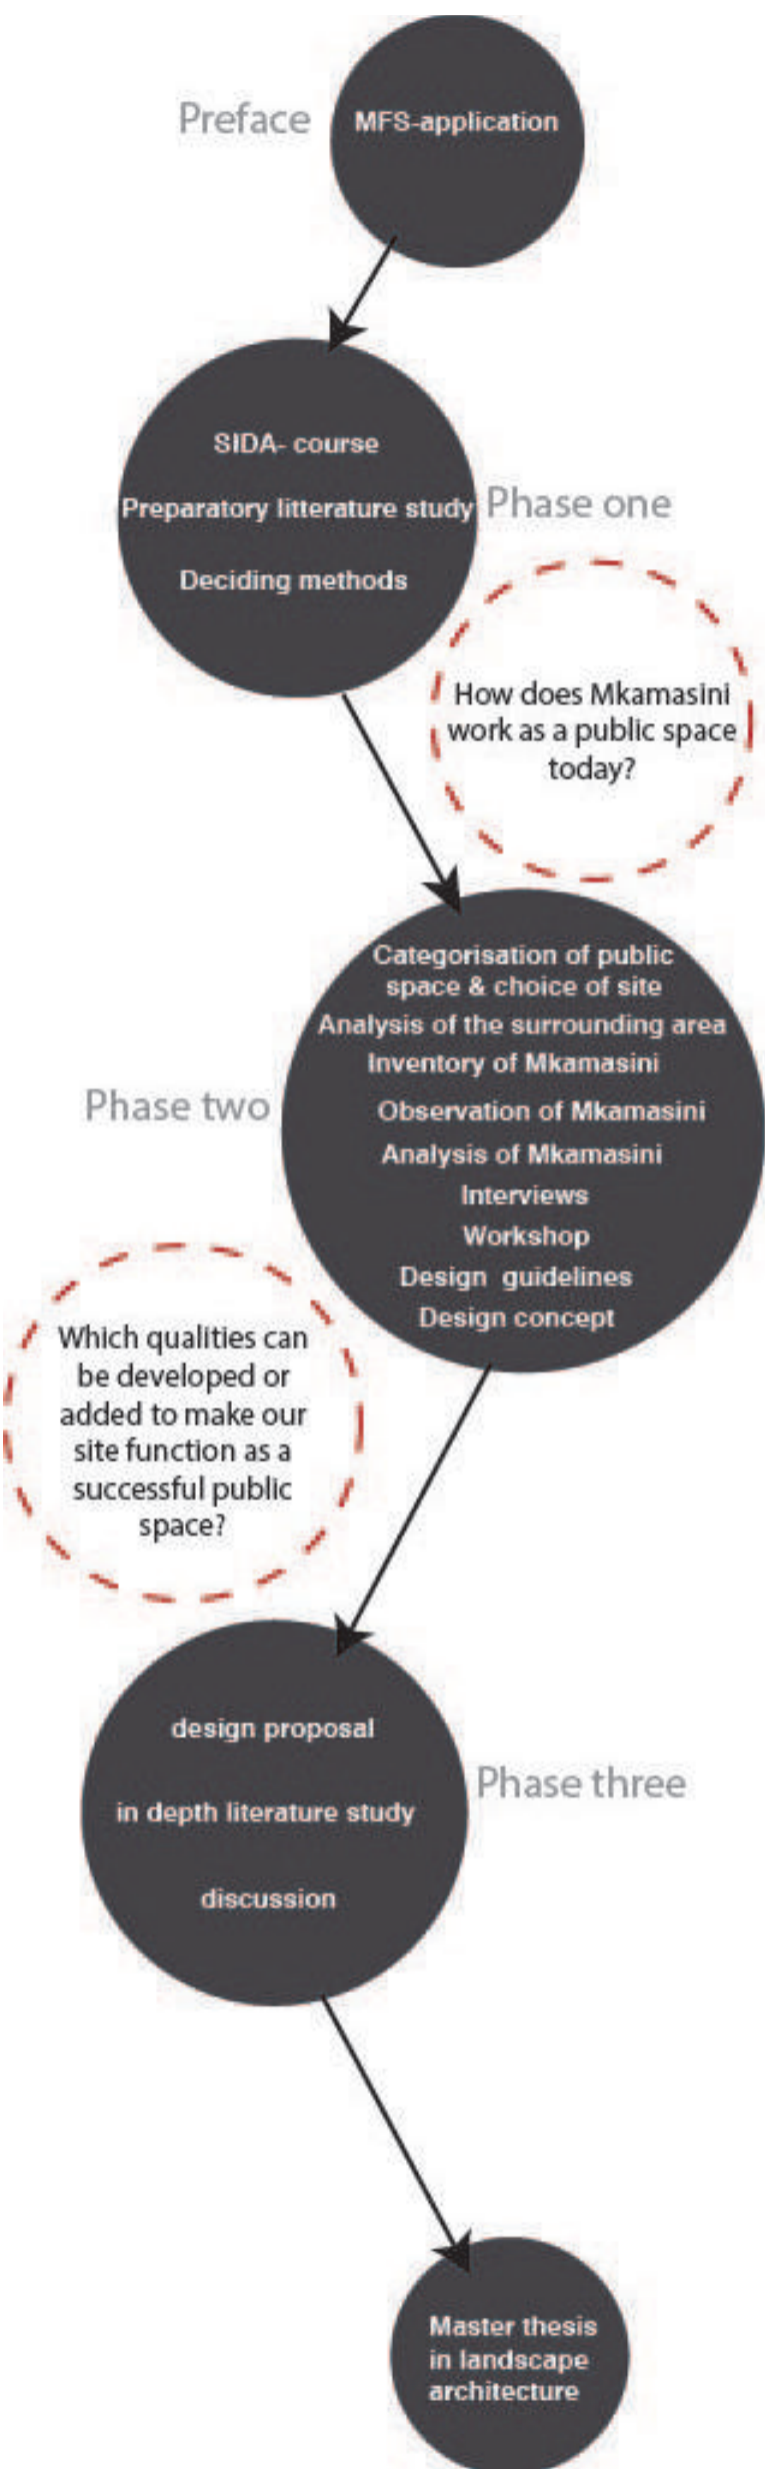 Preface
MFS-application
SIDA- course
Preparatory litterature study
Deciding methods
Phase one
How does Mkamasini
work as a public space
today?
Categorisation of public
space & choice of site
Analysis of the surrounding area
Inventory of Mkamasini
Observation of Mkamasini
Analysis of Mkamasini
Interviews
Workshop
Design guidelines
Design concept
Phase two
Which qualities can
be developed or
added to make our
site function as a
successful public
space?
design proposal
in depth literature study
discussion
Phase three
Master thesis
in landscape
architecture